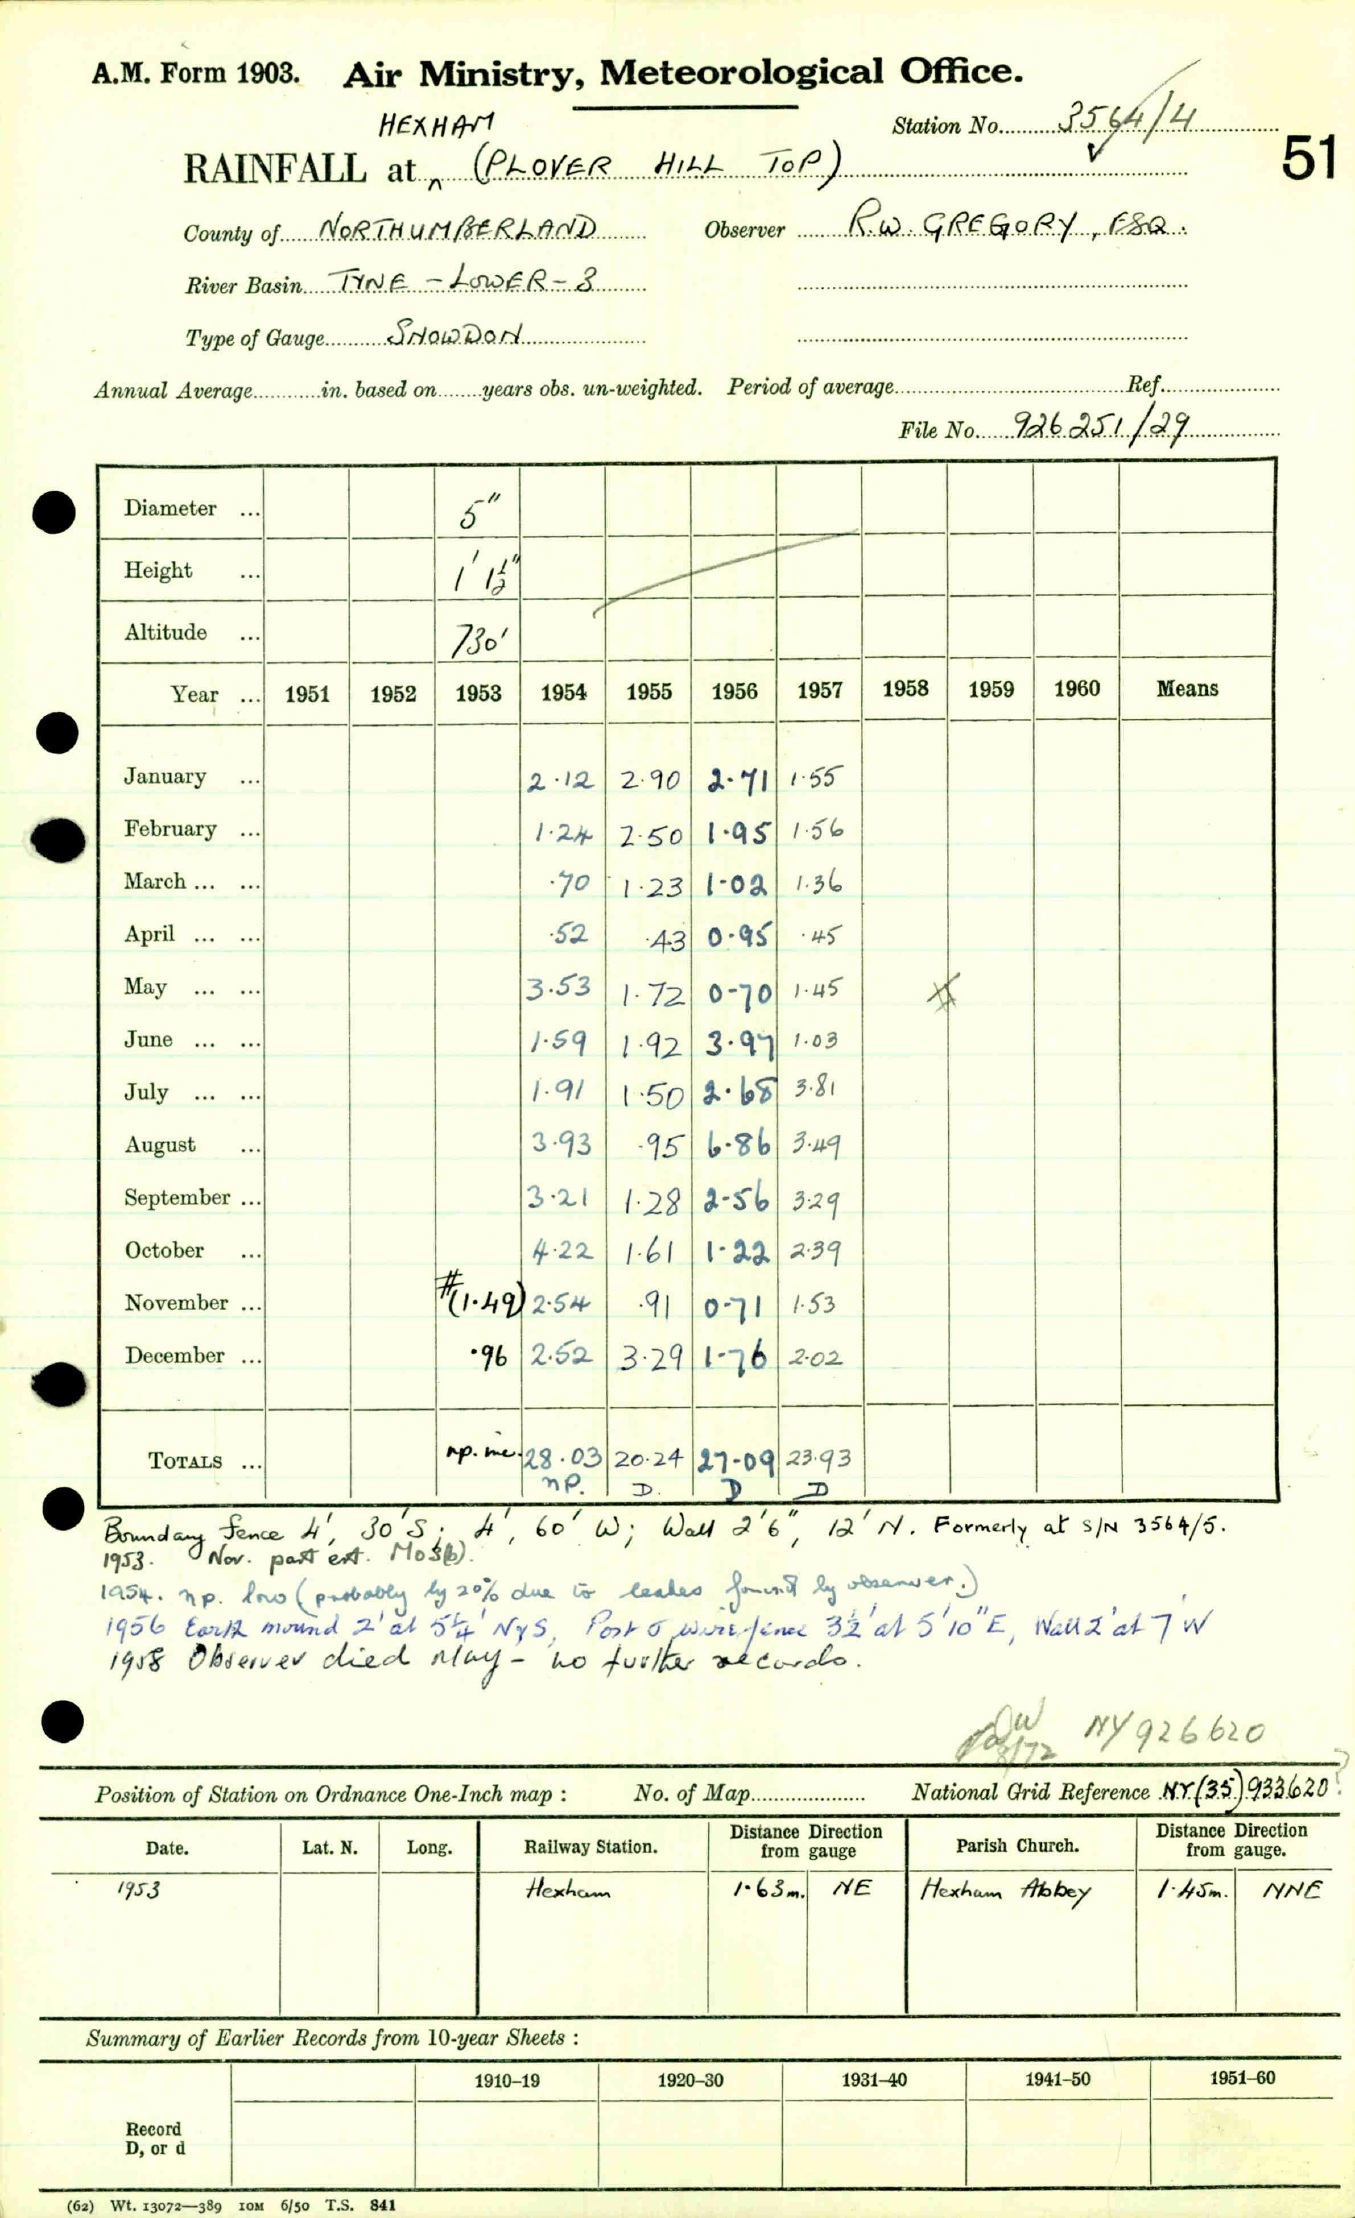 A.M. Form 1903. Air Ministry, Meteorological Office.
Station No. 3564/4
51
HEXHAM
RAINFALL at ^ (PLOVER HILL TOP)
County of NORTHUMBERLAND Observer R.W. GREGORY, ESQ.
River Basin TYNE - LOWER - 3
Type of Gauge SNOWDON
Annual Average in. based on years obs. un-weighted. Period of average Ref.
File No. 926251/29
Diameter ... 5"
Height ... 1' 1½"
Altitude ... 730'
Year ... 1951 1952 1953 1954 1955 1956 1957 1958 1959 1960 Means
January ... 2.12 2.90 2.71 1.55
February ... 1.24 2.50 1.95 1.56
March ... ... .70 1.23 1.02 1.36
April ... ... .52 .43 0.95 .45
May ... ... 3.53 1.72 0-70 1.45 #
June ... ... 1.59 1.92 3.97 1.03
July ... ... 1.91 1.50 2.68 3.81
August ... 3.93 .95 6.86 3.49
September ... 3.21 1.28 2-56 3.29
October ... 4.22 1.61 1.22 2.39
November ... #(1.49) 2.54 .91 0-71 1.53
December ... .96 2.52 3.29 1-76 2.02
TOTALS ... np. inc. 28.03 20.24 27-09 23.93
np. D. D D
Boundary fence 4', 30' S; 4', 60' W; Wall 2'6", 12' N. Formerly at S/N 3564/5.
1953. Nov. part est. MO3(b).
1954. np. low (probably by 20% due to leakes found by observer.)
1956 Earth mound 2' at 5¼' N & S, Post & wire fence 3½' at 5'10" E, Wall 2' at 7' W
1958 Observer died May - no further records.
NY 926620
8/72
Position of Station on Ordnance One-Inch map : No. of Map National Grid Reference NY(35)933620?
Date. Lat. N. Long. Railway Station. Distance from gauge Direction Parish Church. Distance from gauge. Direction
1953 Hexham 1.63m. NE Hexham Abbey 1.45m. NNE
Summary of Earlier Records from 10-year Sheets :
1910–19 1920–30 1931–40 1941–50 1951–60
Record
D, or d
(62) Wt. 13072—389 10M 6/50 T.S. 841